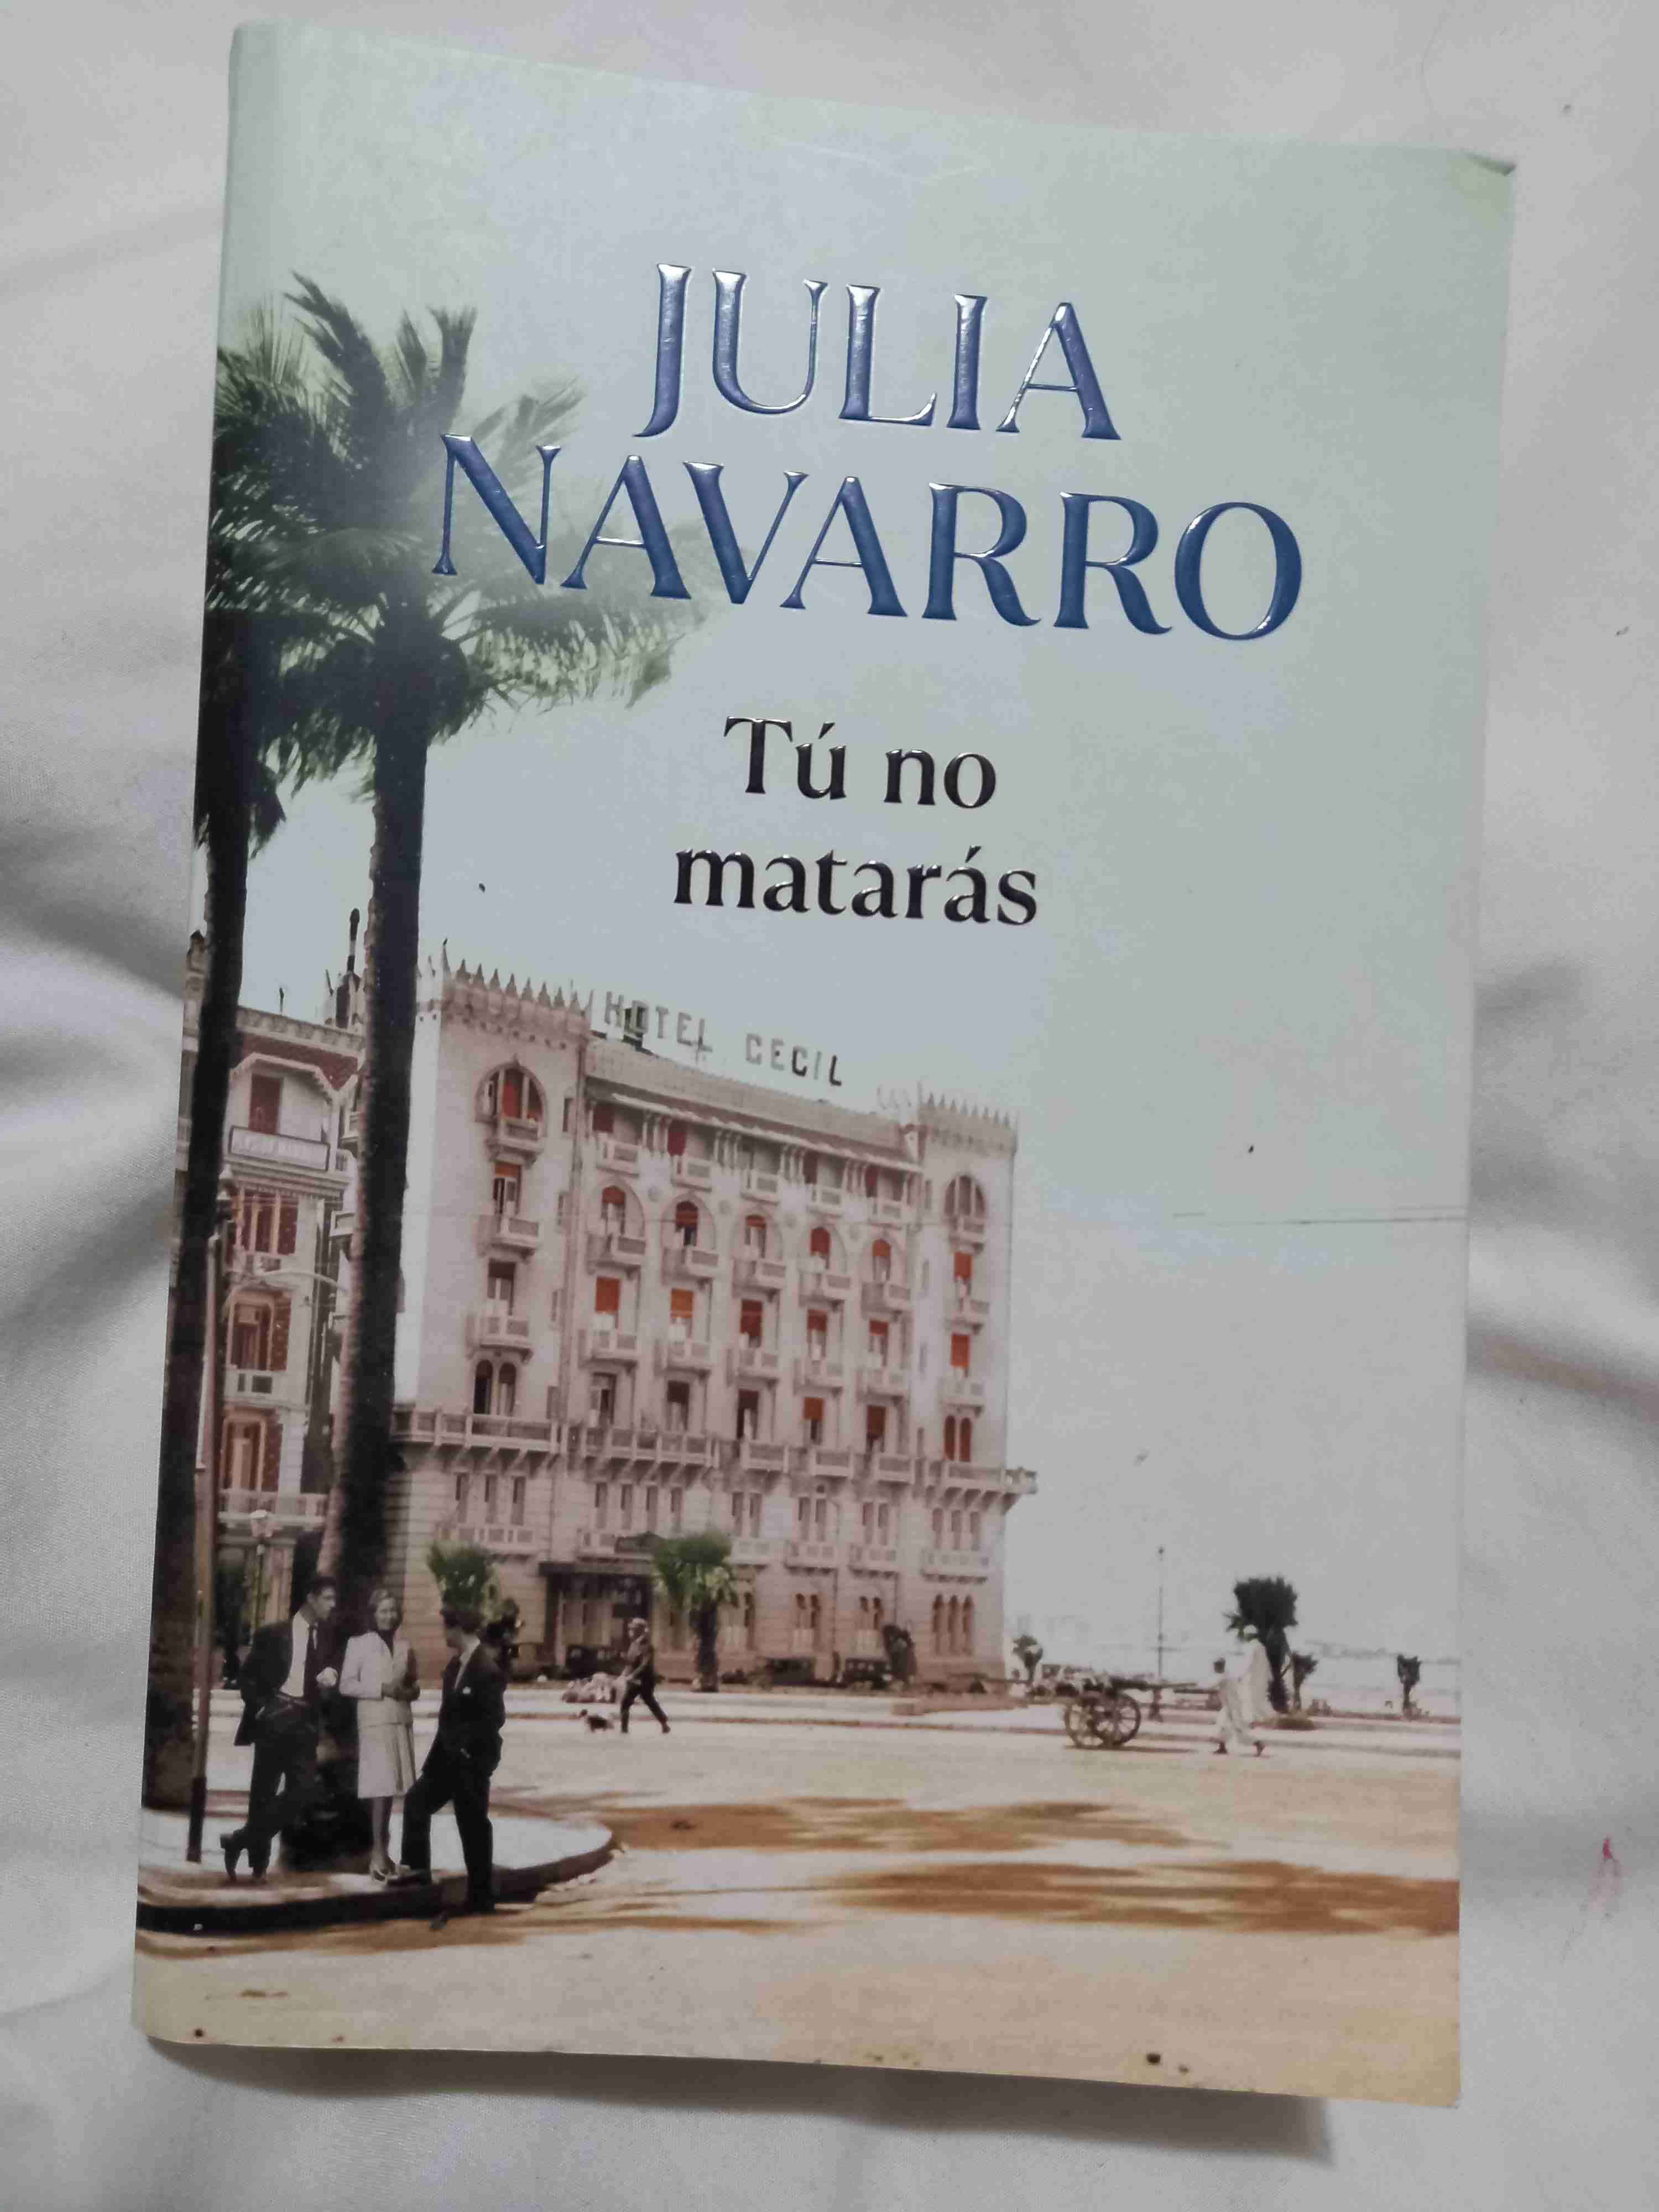 JULIA
NAVARRO
Tú no
matarás
HOTEL CECIL